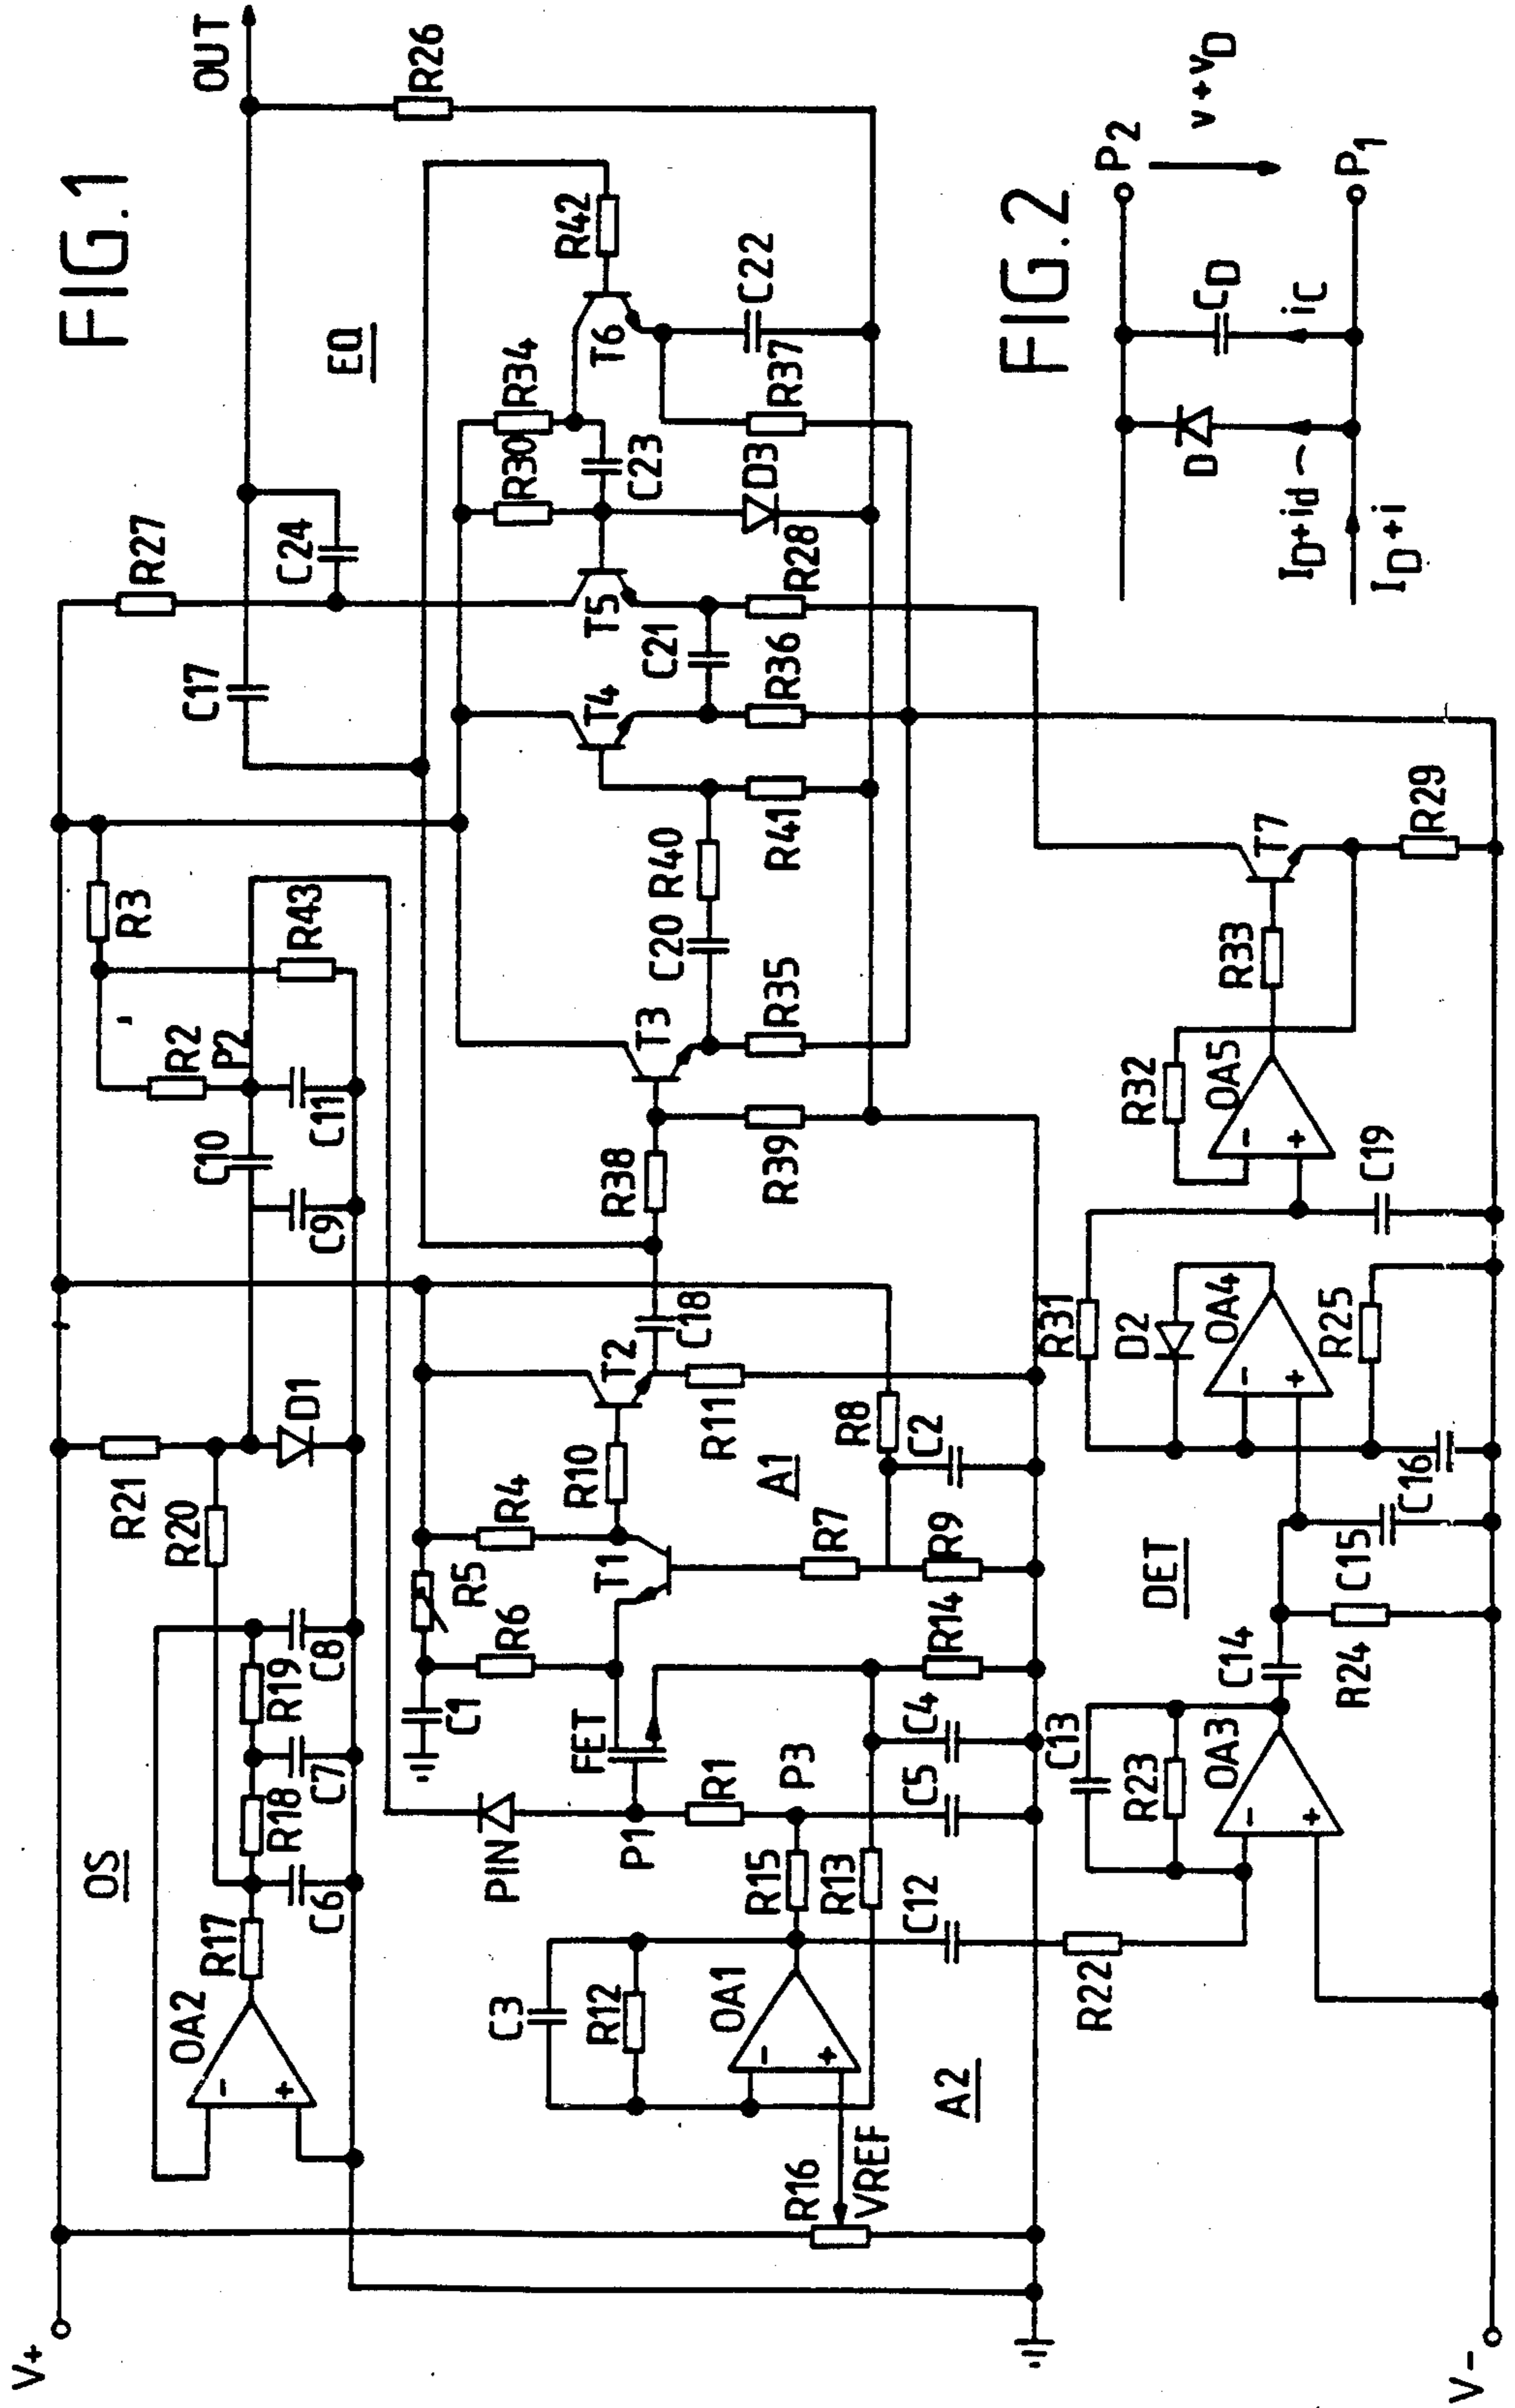 FIG.1
V+
OS
OA2
-
+
R17
C6
R18
C7
R19
C8
R20
R21
D1
C9
C10
C11
P2
R2
R3
R43
C17
R27
C24
OUT
R26
EQ
PIN
P1
FET
C1
R5
R6
R4
T1
R10
T2
R11
C18
A1
R38
R39
T3
R35
C20
R40
R41
T4
R36
C21
T5
R28
R30
R34
C23
D3
T6
R37
C22
R42
C3
R12
OA1
-
+
R16
VREF
A2
R15
R13
R1
P3
C5
C4
R14
R7
R9
R8
C2
C12
R22
C13
R23
OA3
-
+
C14
R24
DET
C15
C16
R31
D2
OA4
-
+
R25
R32
OA5
-
+
C19
R33
T7
R29
V-
FIG.2
D
CD
iC
ID+id
ID+i
P2
P1
v+vD